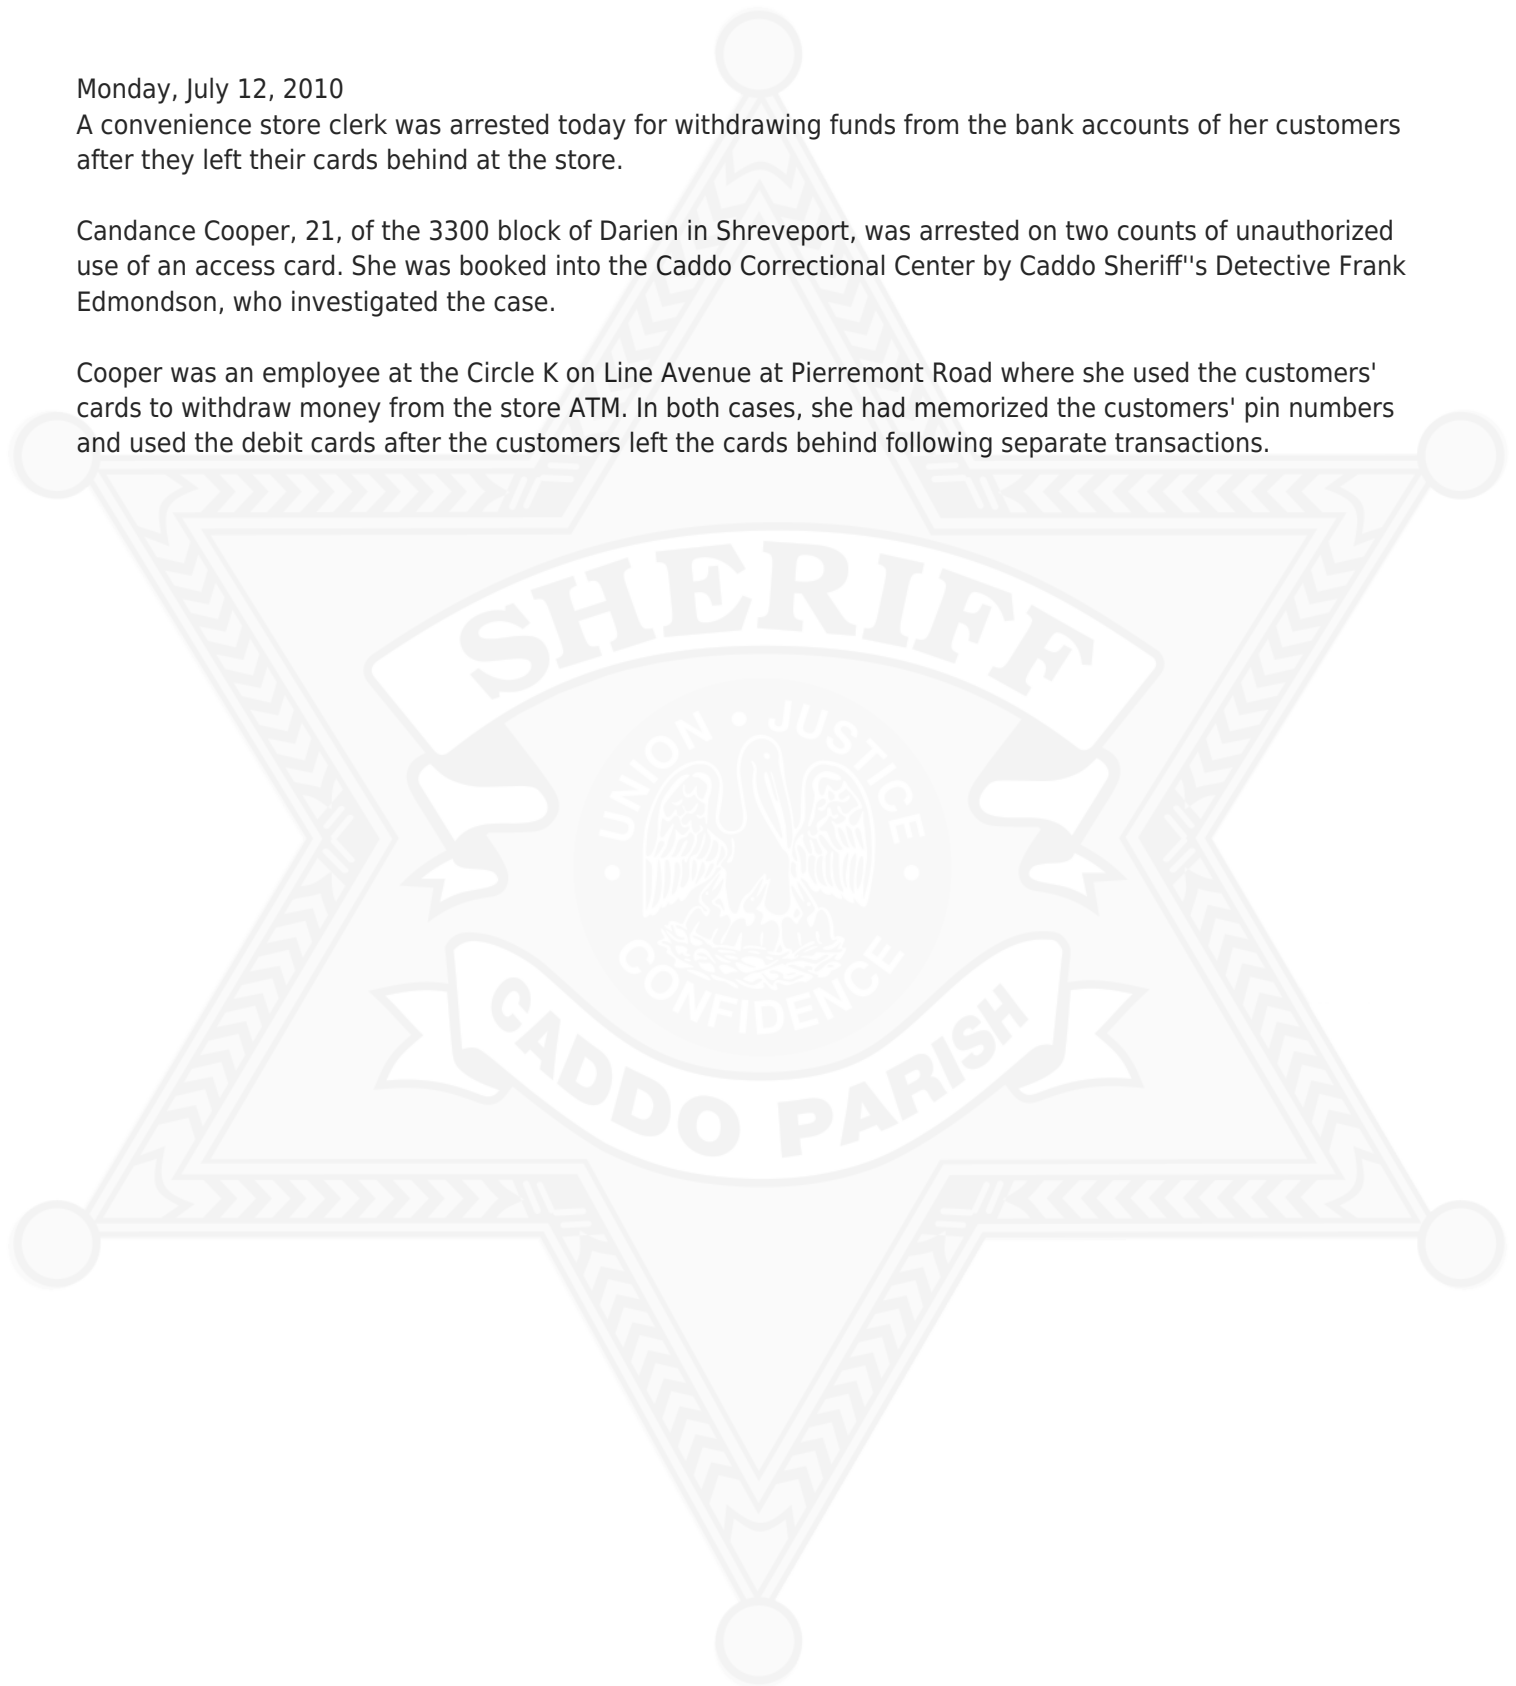 Monday, July 12, 2010
A convenience store clerk was arrested today for withdrawing funds from the bank accounts of her customers
after they left their cards behind at the store.
Candance Cooper, 21, of the 3300 block of Darien in Shreveport, was arrested on two counts of unauthorized
use of an access card. She was booked into the Caddo Correctional Center by Caddo Sheriff''s Detective Frank
Edmondson, who investigated the case.
Cooper was an employee at the Circle K on Line Avenue at Pierremont Road where she used the customers'
cards to withdraw money from the store ATM. In both cases, she had memorized the customers' pin numbers
and used the debit cards after the customers left the cards behind following separate transactions.
SHERIFF
UNION • JUSTICE
• CONFIDENCE •
CADDO PARISH